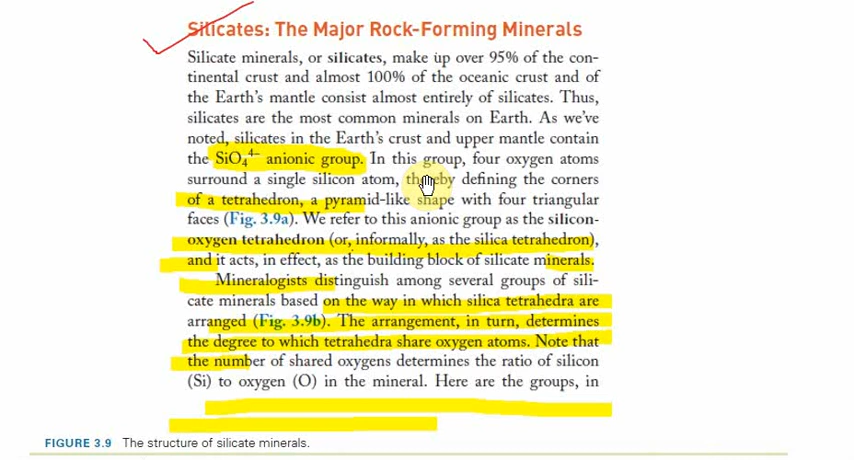 Silicates: The Major Rock-Forming Minerals
Silicate minerals, or silicates, make up over 95% of the con-
tinental crust and almost 100% of the oceanic crust and of
the Earth's mantle consist almost entirely of silicates. Thus,
silicates are the most common minerals on Earth. As we've
noted, silicates in the Earth's crust and upper mantle contain
the SiO₄⁴⁻ anionic group. In this group, four oxygen atoms
surround a single silicon atom, thereby defining the corners
of a tetrahedron, a pyramid-like shape with four triangular
faces (Fig. 3.9a). We refer to this anionic group as the silicon-
oxygen tetrahedron (or, informally, as the silica tetrahedron),
and it acts, in effect, as the building block of silicate minerals.
Mineralogists distinguish among several groups of sili-
cate minerals based on the way in which silica tetrahedra are
arranged (Fig. 3.9b). The arrangement, in turn, determines
the degree to which tetrahedra share oxygen atoms. Note that
the number of shared oxygens determines the ratio of silicon
(Si) to oxygen (O) in the mineral. Here are the groups, in
FIGURE 3.9 The structure of silicate minerals.